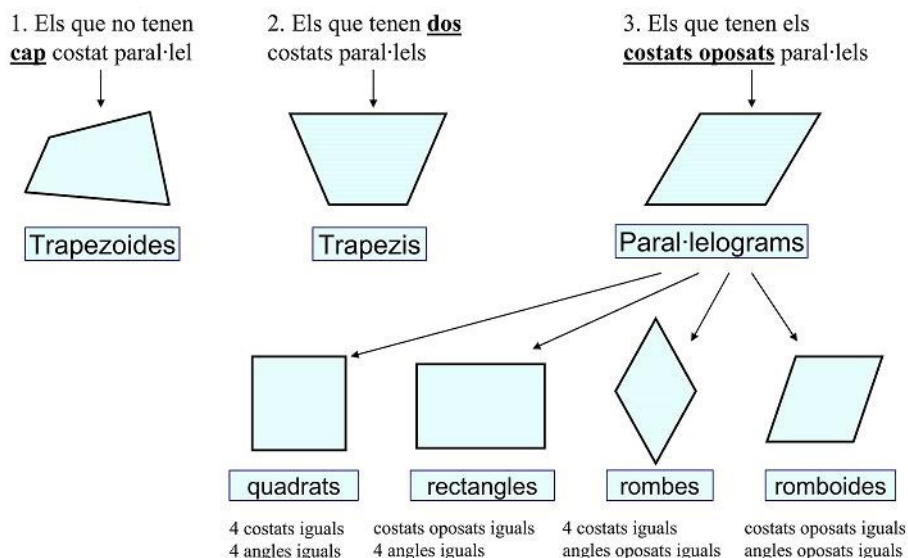 1. Els que no tenen
cap costat paral·lel
2. Els que tenen dos
costats paral·lels
3. Els que tenen els
costats oposats paral·lels
Trapezoides
Trapezis
Paral·lelograms
quadrats
rectangles
rombes
romboides
4 costats iguals
4 angles iguals
costats oposats iguals
4 angles iguals
4 costats iguals
angles oposats iguals
costats oposats iguals
angles oposats iguals